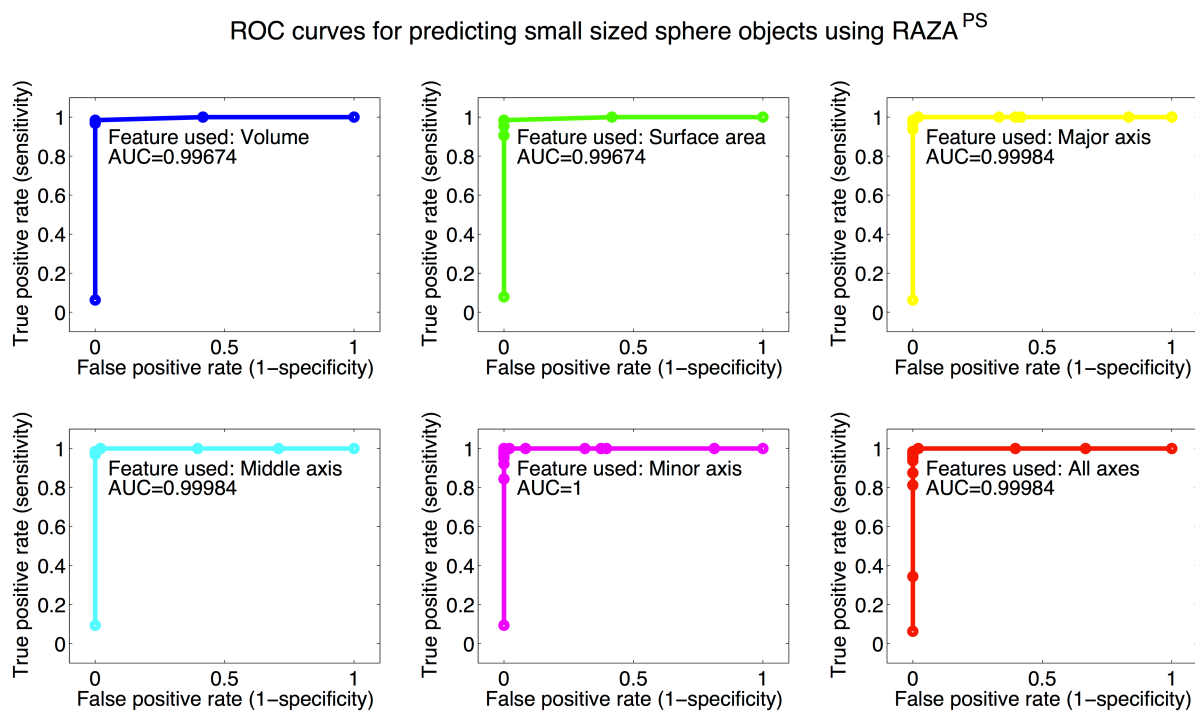 ROC curves for predicting small sized sphere objects using RAZA^PS
True positive rate (sensitivity)
1
0.8
0.6
0.4
0.2
0
Feature used: Volume
AUC=0.99674
0 0.5 1
False positive rate (1−specificity)
True positive rate (sensitivity)
1
0.8
0.6
0.4
0.2
0
Feature used: Surface area
AUC=0.99674
0 0.5 1
False positive rate (1−specificity)
True positive rate (sensitivity)
1
0.8
0.6
0.4
0.2
0
Feature used: Major axis
AUC=0.99984
0 0.5 1
False positive rate (1−specificity)
True positive rate (sensitivity)
1
0.8
0.6
0.4
0.2
0
Feature used: Middle axis
AUC=0.99984
0 0.5 1
False positive rate (1−specificity)
True positive rate (sensitivity)
1
0.8
0.6
0.4
0.2
0
Feature used: Minor axis
AUC=1
0 0.5 1
False positive rate (1−specificity)
True positive rate (sensitivity)
1
0.8
0.6
0.4
0.2
0
Features used: All axes
AUC=0.99984
0 0.5 1
False positive rate (1−specificity)